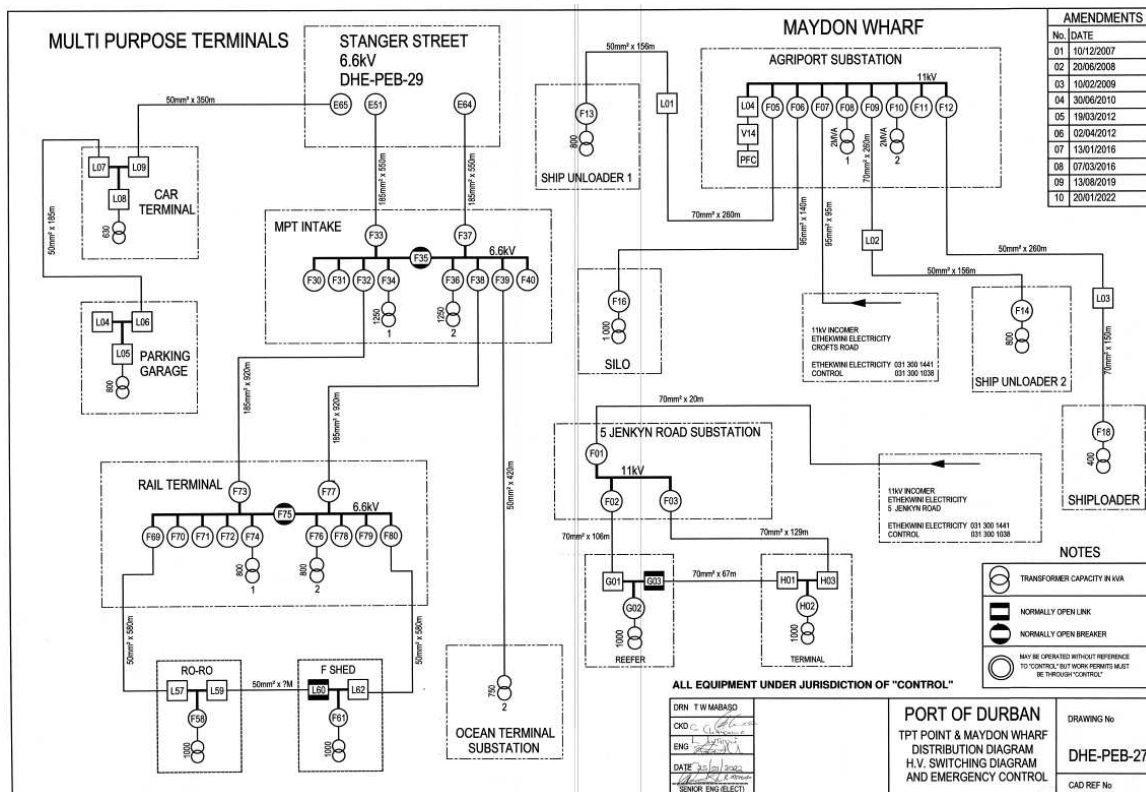 MULTI PURPOSE TERMINALS
STANGER STREET
6.6kV
DHE-PEB-29
E65
E51
E64
50mm² x 350m
185mm² x 550m
185mm² x 550m
L07
L09
L08
630
CAR
TERMINAL
50mm² x 185m
L04
L06
L05
800
PARKING
GARAGE
MPT INTAKE
F33
F37
6.6kV
F35
F30
F31
F32
F34
F36
F38
F39
F40
1250
1
1250
2
185mm² x 920m
185mm² x 920m
50mm² x 420m
RAIL TERMINAL
F73
F77
6.6kV
F75
F69
F70
F71
F72
F74
F76
F78
F79
F80
800
1
800
2
50mm² x 580m
50mm² x 580m
RO-RO
L57
L59
F58
1000
50mm² x ?M
F SHED
L60
L62
F61
1000
750
2
OCEAN TERMINAL
SUBSTATION
MAYDON WHARF
AGRIPORT SUBSTATION
11kV
L04
F05
F06
F07
F08
F09
F10
F11
F12
V14
PFC
2MVA
1
2MVA
2
50mm² x 156m
L01
F13
800
SHIP UNLOADER 1
70mm² x 260m
95mm² x 140m
95mm² x 95m
70mm² x 260m
L02
50mm² x 156m
50mm² x 260m
L03
70mm² x 150m
F16
1 000
SILO
11kV INCOMER
ETHEKWINI ELECTRICITY
CROFTS ROAD
ETHEKWINI ELECTRICITY 031 300 1441
CONTROL 031 300 1038
F14
800
SHIP UNLOADER 2
F18
400
SHIPLOADER
70mm² x 20m
5 JENKYN ROAD SUBSTATION
F01
11kV
F02
F03
70mm² x 106m
70mm² x 129m
11kV INCOMER
ETHEKWINI ELECTRICITY
5 JENKYN ROAD
ETHEKWINI ELECTRICITY 031 300 1441
CONTROL 031 300 1038
G01
G03
G02
1000
REEFER
70mm² x 67m
H01
H03
H02
1000
TERMINAL
AMENDMENTS
No. DATE
01 10/12/2007
02 20/06/2008
03 10/02/2009
04 30/06/2010
05 19/03/2012
06 02/04/2012
07 13/01/2016
08 07/03/2016
09 13/08/2019
10 20/01/2022
NOTES
TRANSFORMER CAPACITY IN kVA
NORMALLY OPEN LINK
NORMALLY OPEN BREAKER
MAY BE OPERATED WITHOUT REFERENCE
TO "CONTROL" BUT WORK PERMITS MUST
BE THROUGH "CONTROL"
ALL EQUIPMENT UNDER JURISDICTION OF "CONTROL"
DRN T W MABASO
CKD
ENG
DATE
SENIOR ENG (ELECT)
PORT OF DURBAN
TPT POINT & MAYDON WHARF
DISTRIBUTION DIAGRAM
H.V. SWITCHING DIAGRAM
AND EMERGENCY CONTROL
DRAWING No
DHE-PEB-27
CAD REF No